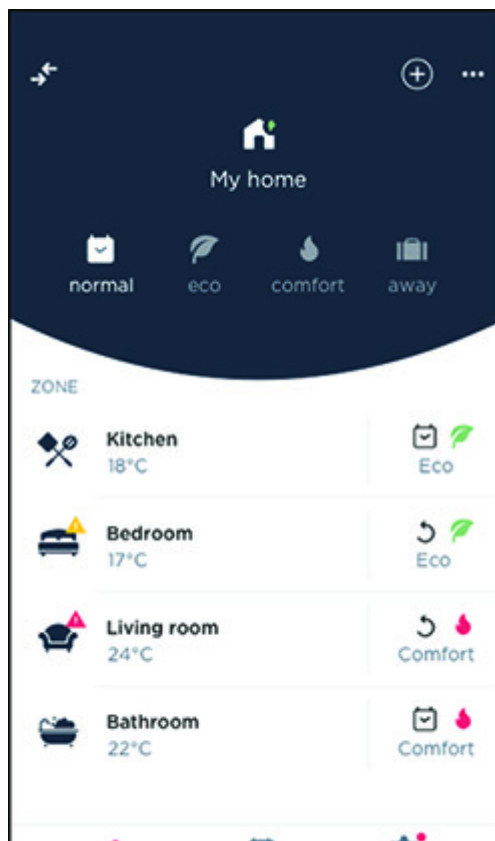 My home
normal eco comfort away
ZONE
Kitchen
18°C
Eco
Bedroom
17°C
Eco
Living room
24°C
Comfort
Bathroom
22°C
Comfort